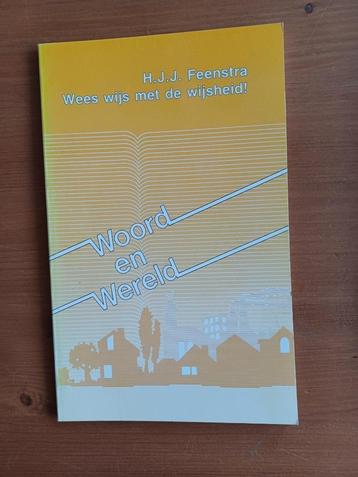 H.J.J. Feenstra
Wees wijs met de wijsheid!
Woord
en
Wereld